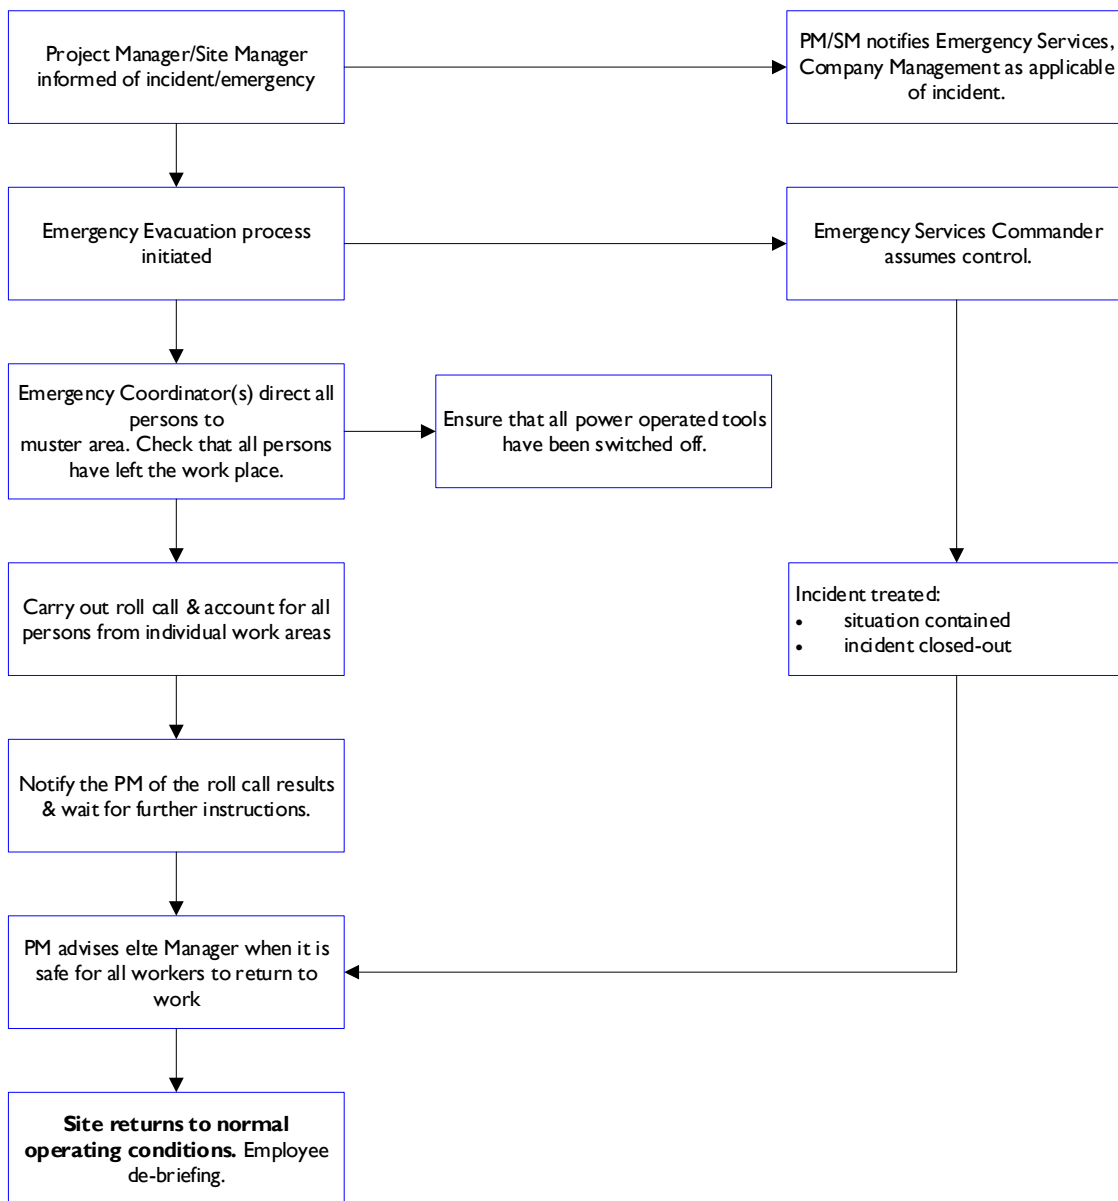 Project Manager/Site Manager
informed of incident/emergency
PM/SM notifies Emergency Services,
Company Management as applicable
of incident.
Emergency Evacuation process
initiated
Emergency Services Commander
assumes control.
Emergency Coordinator(s) direct all
persons to
muster area. Check that all persons
have left the work place.
Ensure that all power operated tools
have been switched off.
Carry out roll call & account for all
persons from individual work areas
Incident treated:
• situation contained
• incident closed-out
Notify the PM of the roll call results
& wait for further instructions.
PM advises elte Manager when it is
safe for all workers to return to
work
Site returns to normal
operating conditions. Employee
de-briefing.